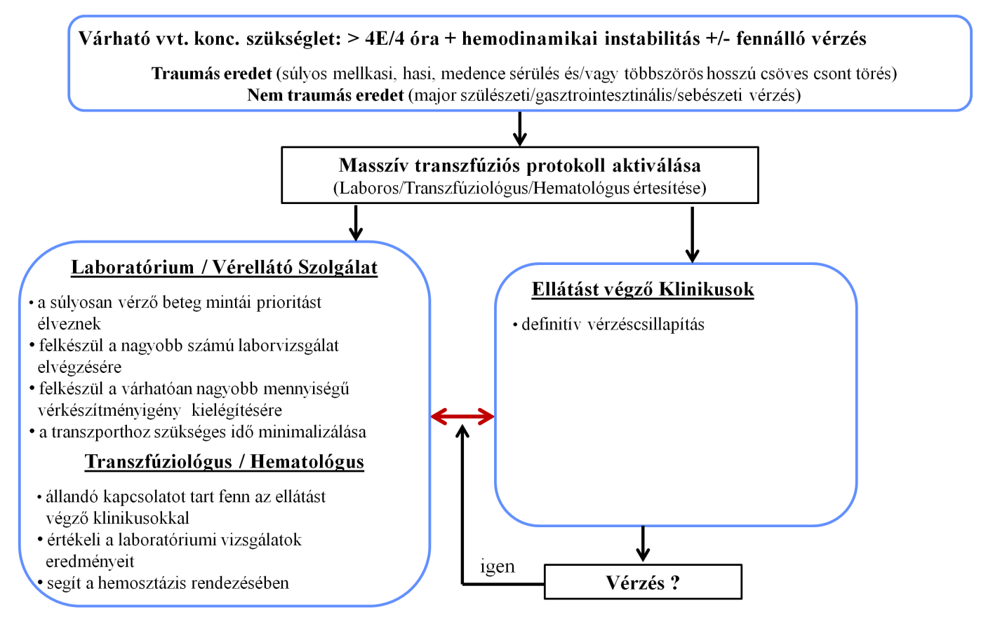 Várható vvt. konc. szükséglet: > 4E/4 óra + hemodinamikai instabilitás +/- fennálló vérzés
Traumás eredet (súlyos mellkasi, hasi, medence sérülés és/vagy többszörös hosszú csöves csont törés)
Nem traumás eredet (major szülészeti/gasztrointesztinális/sebészeti vérzés)
Masszív transzfúziós protokoll aktiválása
(Laboros/Transzfúziológus/Hematológus értesítése)
Laboratórium / Vérellátó Szolgálat
• a súlyosan vérző beteg mintái prioritást
élveznek
• felkészül a nagyobb számú laborvizsgálat
elvégzésére
• felkészül a várhatóan nagyobb mennyiségű
vérkészítményigény kielégítésére
• a transzporthoz szükséges idő minimalizálása
Transzfúziológus / Hematológus
• állandó kapcsolatot tart fenn az ellátást
végző klinikusokkal
• értékeli a laboratóriumi vizsgálatok
eredményeit
• segít a hemosztázis rendezésében
Ellátást végző Klinikusok
• definitív vérzéscsillapítás
igen
Vérzés ?